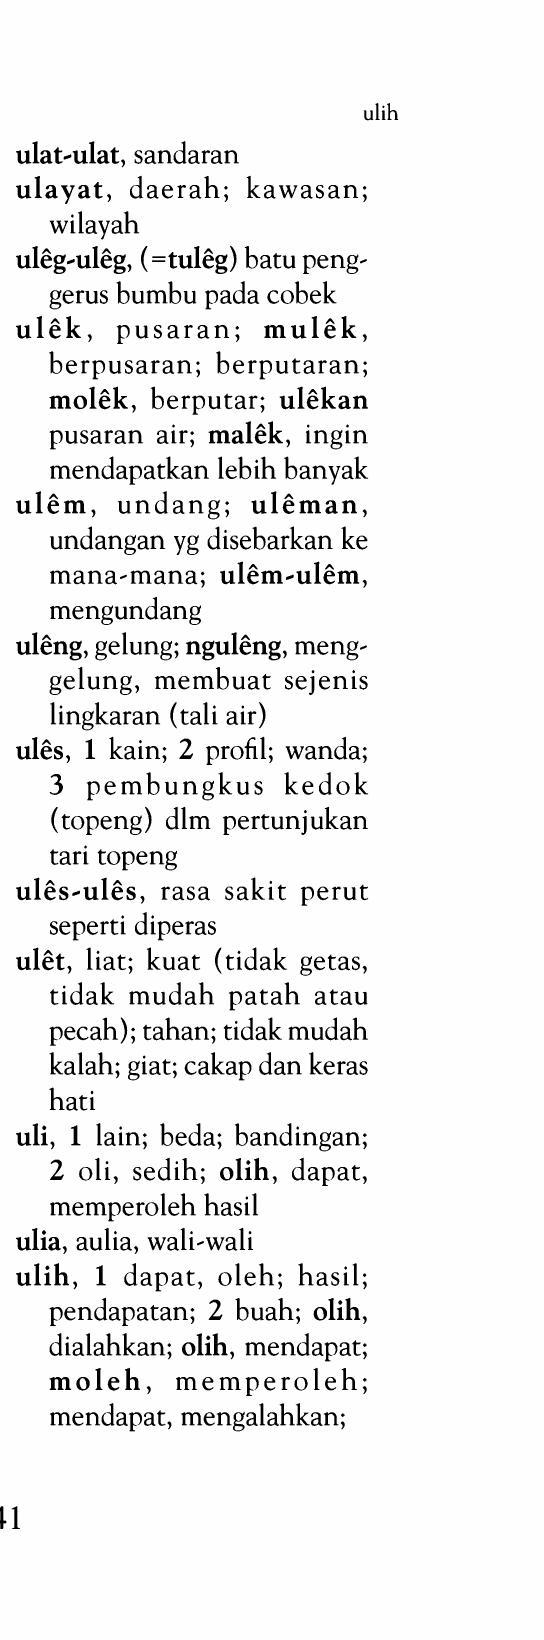 ulih
ulat-ulat, sandaran
ulayat, daerah; kawasan;
wilayah
ulêg-ulêg, (=tulêg) batu peng-
gerus bumbu pada cobek
ulêk, pusaran; mulêk,
berpusaran; berputaran;
molêk, berputar; ulêkan
pusaran air; malêk, ingin
mendapatkan lebih banyak
ulêm, undang; ulêman,
undangan yg disebarkan ke
mana-mana; ulêm-ulêm,
mengundang
ulêng, gelung; ngulêng, meng-
gelung, membuat sejenis
lingkaran (tali air)
ulês, 1 kain; 2 profil; wanda;
3 pembungkus kedok
(topeng) dlm pertunjukan
tari topeng
ulês-ulês, rasa sakit perut
seperti diperas
ulêt, liat; kuat (tidak getas,
tidak mudah patah atau
pecah); tahan; tidak mudah
kalah; giat; cakap dan keras
hati
uli, 1 lain; beda; bandingan;
2 oli, sedih; olih, dapat,
memperoleh hasil
ulia, aulia, wali-wali
ulih, 1 dapat, oleh; hasil;
pendapatan; 2 buah; olih,
dialahkan; olih, mendapat;
moleh, memperoleh;
mendapat, mengalahkan;
41